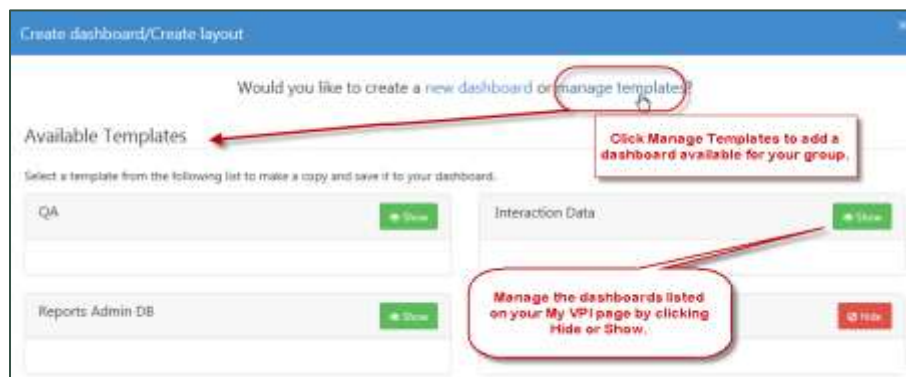 Create dashboard/Create layout
×
Would you like to create a new dashboard or manage templates?
Click Manage Templates to add a
dashboard available for your group.
Available Templates
Select a template from the following list to make a copy and save it to your dashboard.
QA
Show
Interaction Data
Show
Manage the dashboards listed
on your My VPI page by clicking
Hide or Show.
Reports Admin DB
Show
Hide